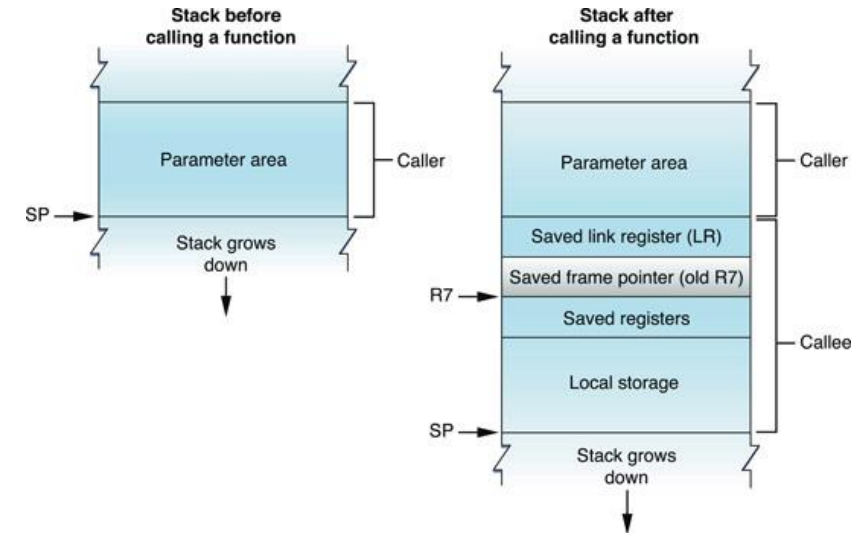 Stack before
calling a function
Parameter area
Caller
SP
Stack grows
down
Stack after
calling a function
Parameter area
Caller
Saved link register (LR)
Saved frame pointer (old R7)
R7
Saved registers
Callee
Local storage
SP
Stack grows
down